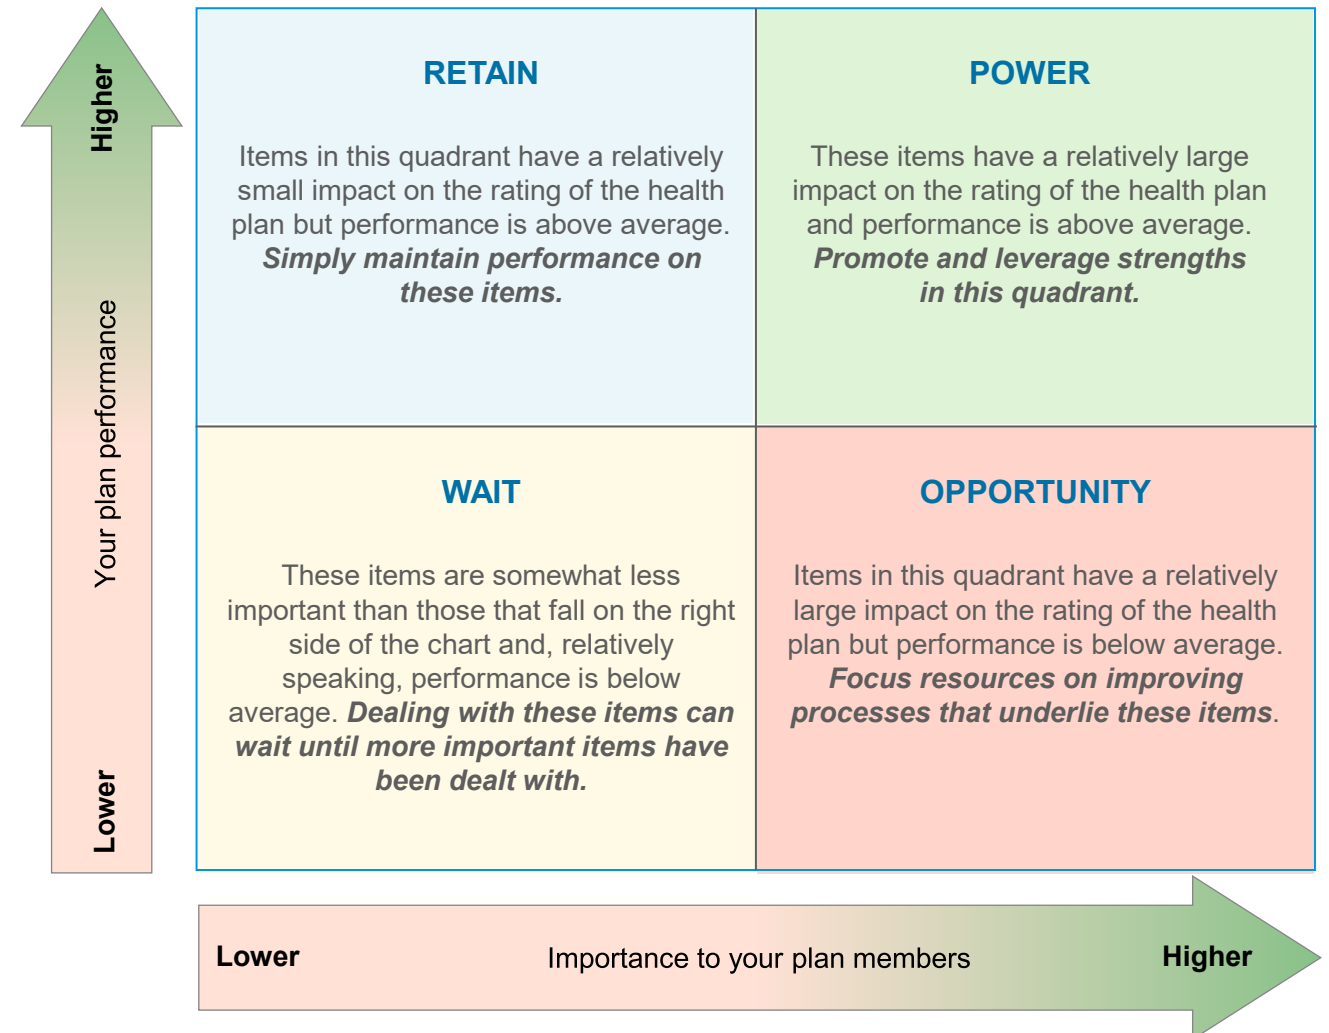 Higher
Your plan performance
Lower
RETAIN
Items in this quadrant have a relatively
small impact on the rating of the health
plan but performance is above average.
Simply maintain performance on
these items.
POWER
These items have a relatively large
impact on the rating of the health plan
and performance is above average.
Promote and leverage strengths
in this quadrant.
WAIT
These items are somewhat less
important than those that fall on the right
side of the chart and, relatively
speaking, performance is below
average. Dealing with these items can
wait until more important items have
been dealt with.
OPPORTUNITY
Items in this quadrant have a relatively
large impact on the rating of the health
plan but performance is below average.
Focus resources on improving
processes that underlie these items.
Lower
Importance to your plan members
Higher